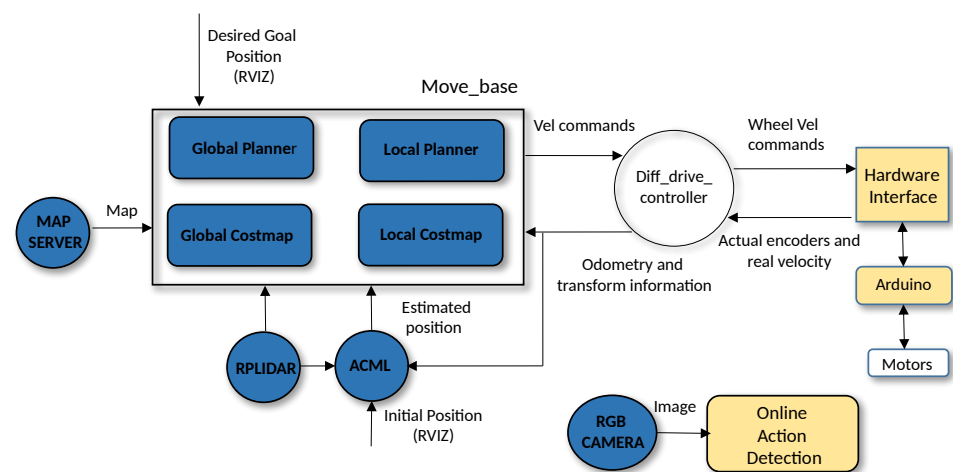 Desired Goal
Position
(RVIZ)
Move_base
Global Planner
Local Planner
Global Costmap
Local Costmap
MAP
SERVER
Map
Vel commands
Diff_drive_
controller
Wheel Vel
commands
Hardware
Interface
Actual encoders and
real velocity
Odometry and
transform information
Arduino
Motors
Estimated
position
RPLIDAR
ACML
Initial Position
(RVIZ)
RGB
CAMERA
Image
Online
Action
Detection